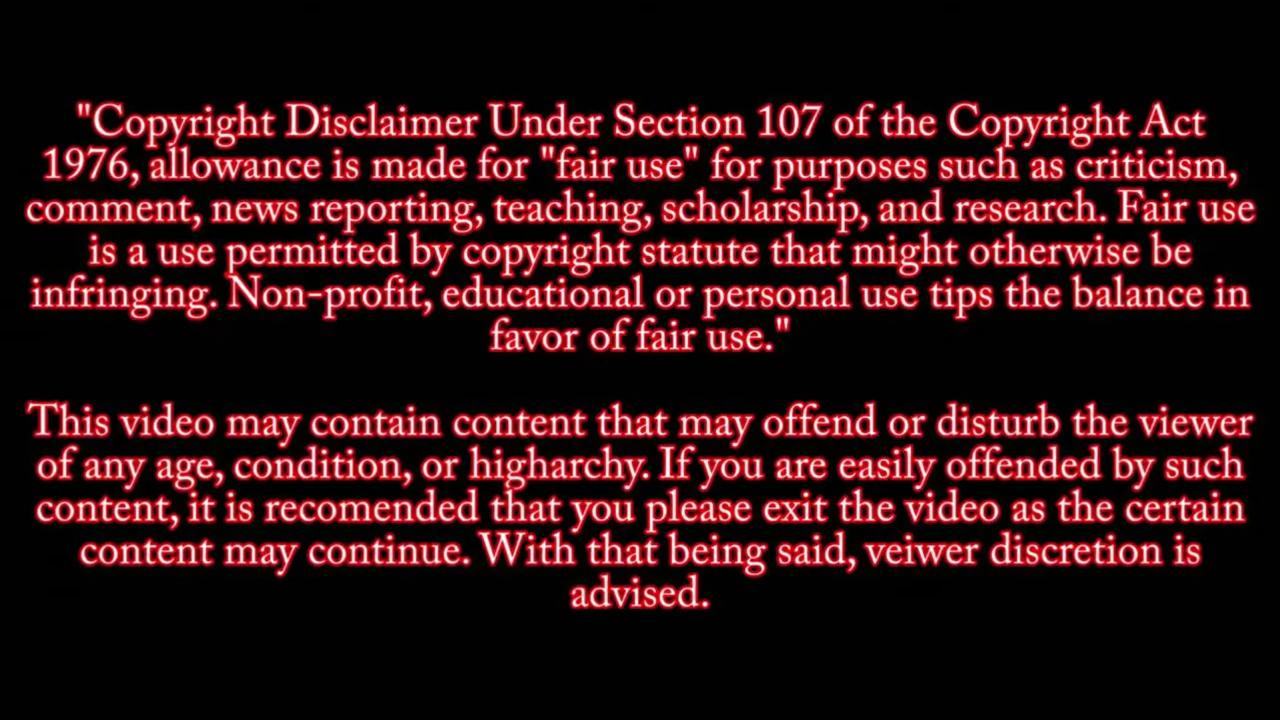 "Copyright Disclaimer Under Section 107 of the Copyright Act
1976, allowance is made for "fair use" for purposes such as criticism,
comment, news reporting, teaching, scholarship, and research. Fair use
is a use permitted by copyright statute that might otherwise be
infringing. Non-profit, educational or personal use tips the balance in
favor of fair use."
This video may contain content that may offend or disturb the viewer
of any age, condition, or higharchy. If you are easily offended by such
content, it is recomended that you please exit the video as the certain
content may continue. With that being said, veiwer discretion is
advised.